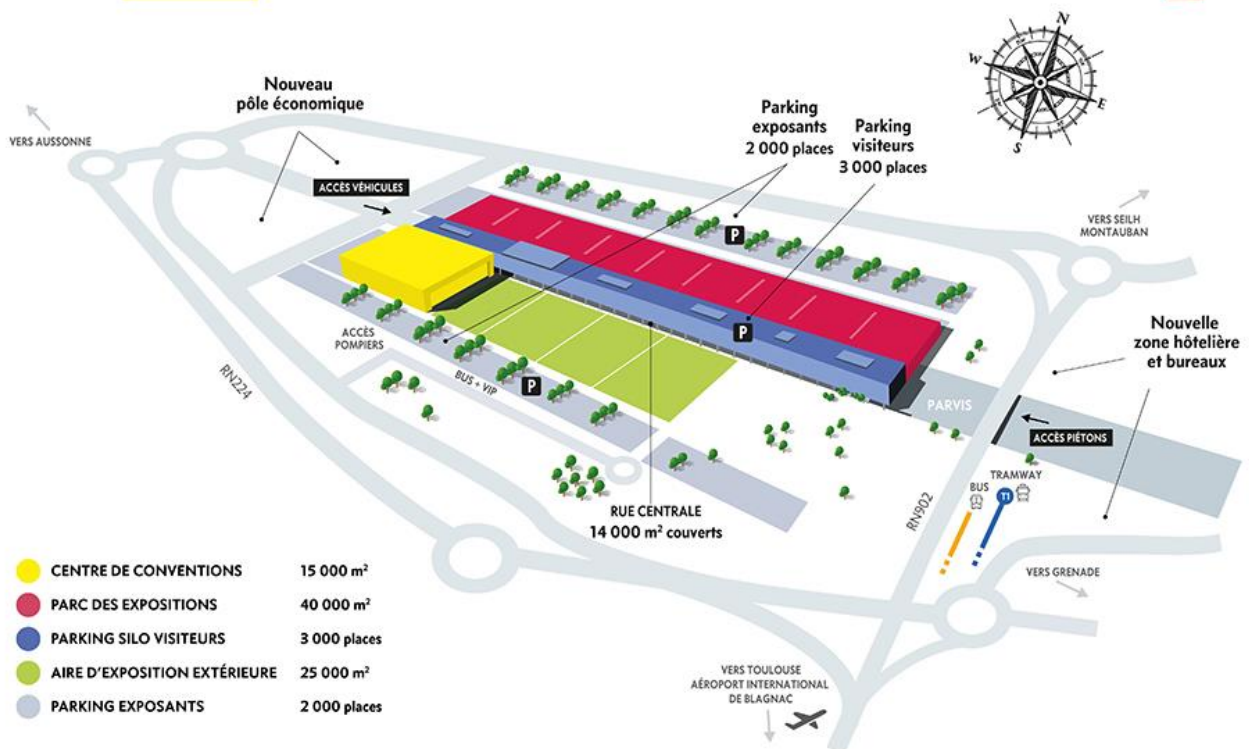 N
W
E
S
Nouveau
pôle économique
VERS AUSSONNE
ACCÈS VÉHICULES
Parking
exposants
2 000 places
Parking
visiteurs
3 000 places
P
VERS SEILH
MONTAUBAN
P
Nouvelle
zone hôtelière
et bureaux
ACCÈS
POMPIERS
RN224
BUS + VIP
P
PARVIS
ACCÈS PIÉTONS
RUE CENTRALE
14 000 m² couverts
RN902
BUS
TRAMWAY
T1
VERS GRENADE
CENTRE DE CONVENTIONS 15 000 m²
PARC DES EXPOSITIONS 40 000 m²
PARKING SILO VISITEURS 3 000 places
AIRE D'EXPOSITION EXTÉRIEURE 25 000 m²
PARKING EXPOSANTS 2 000 places
VERS TOULOUSE
AÉROPORT INTERNATIONAL
DE BLAGNAC